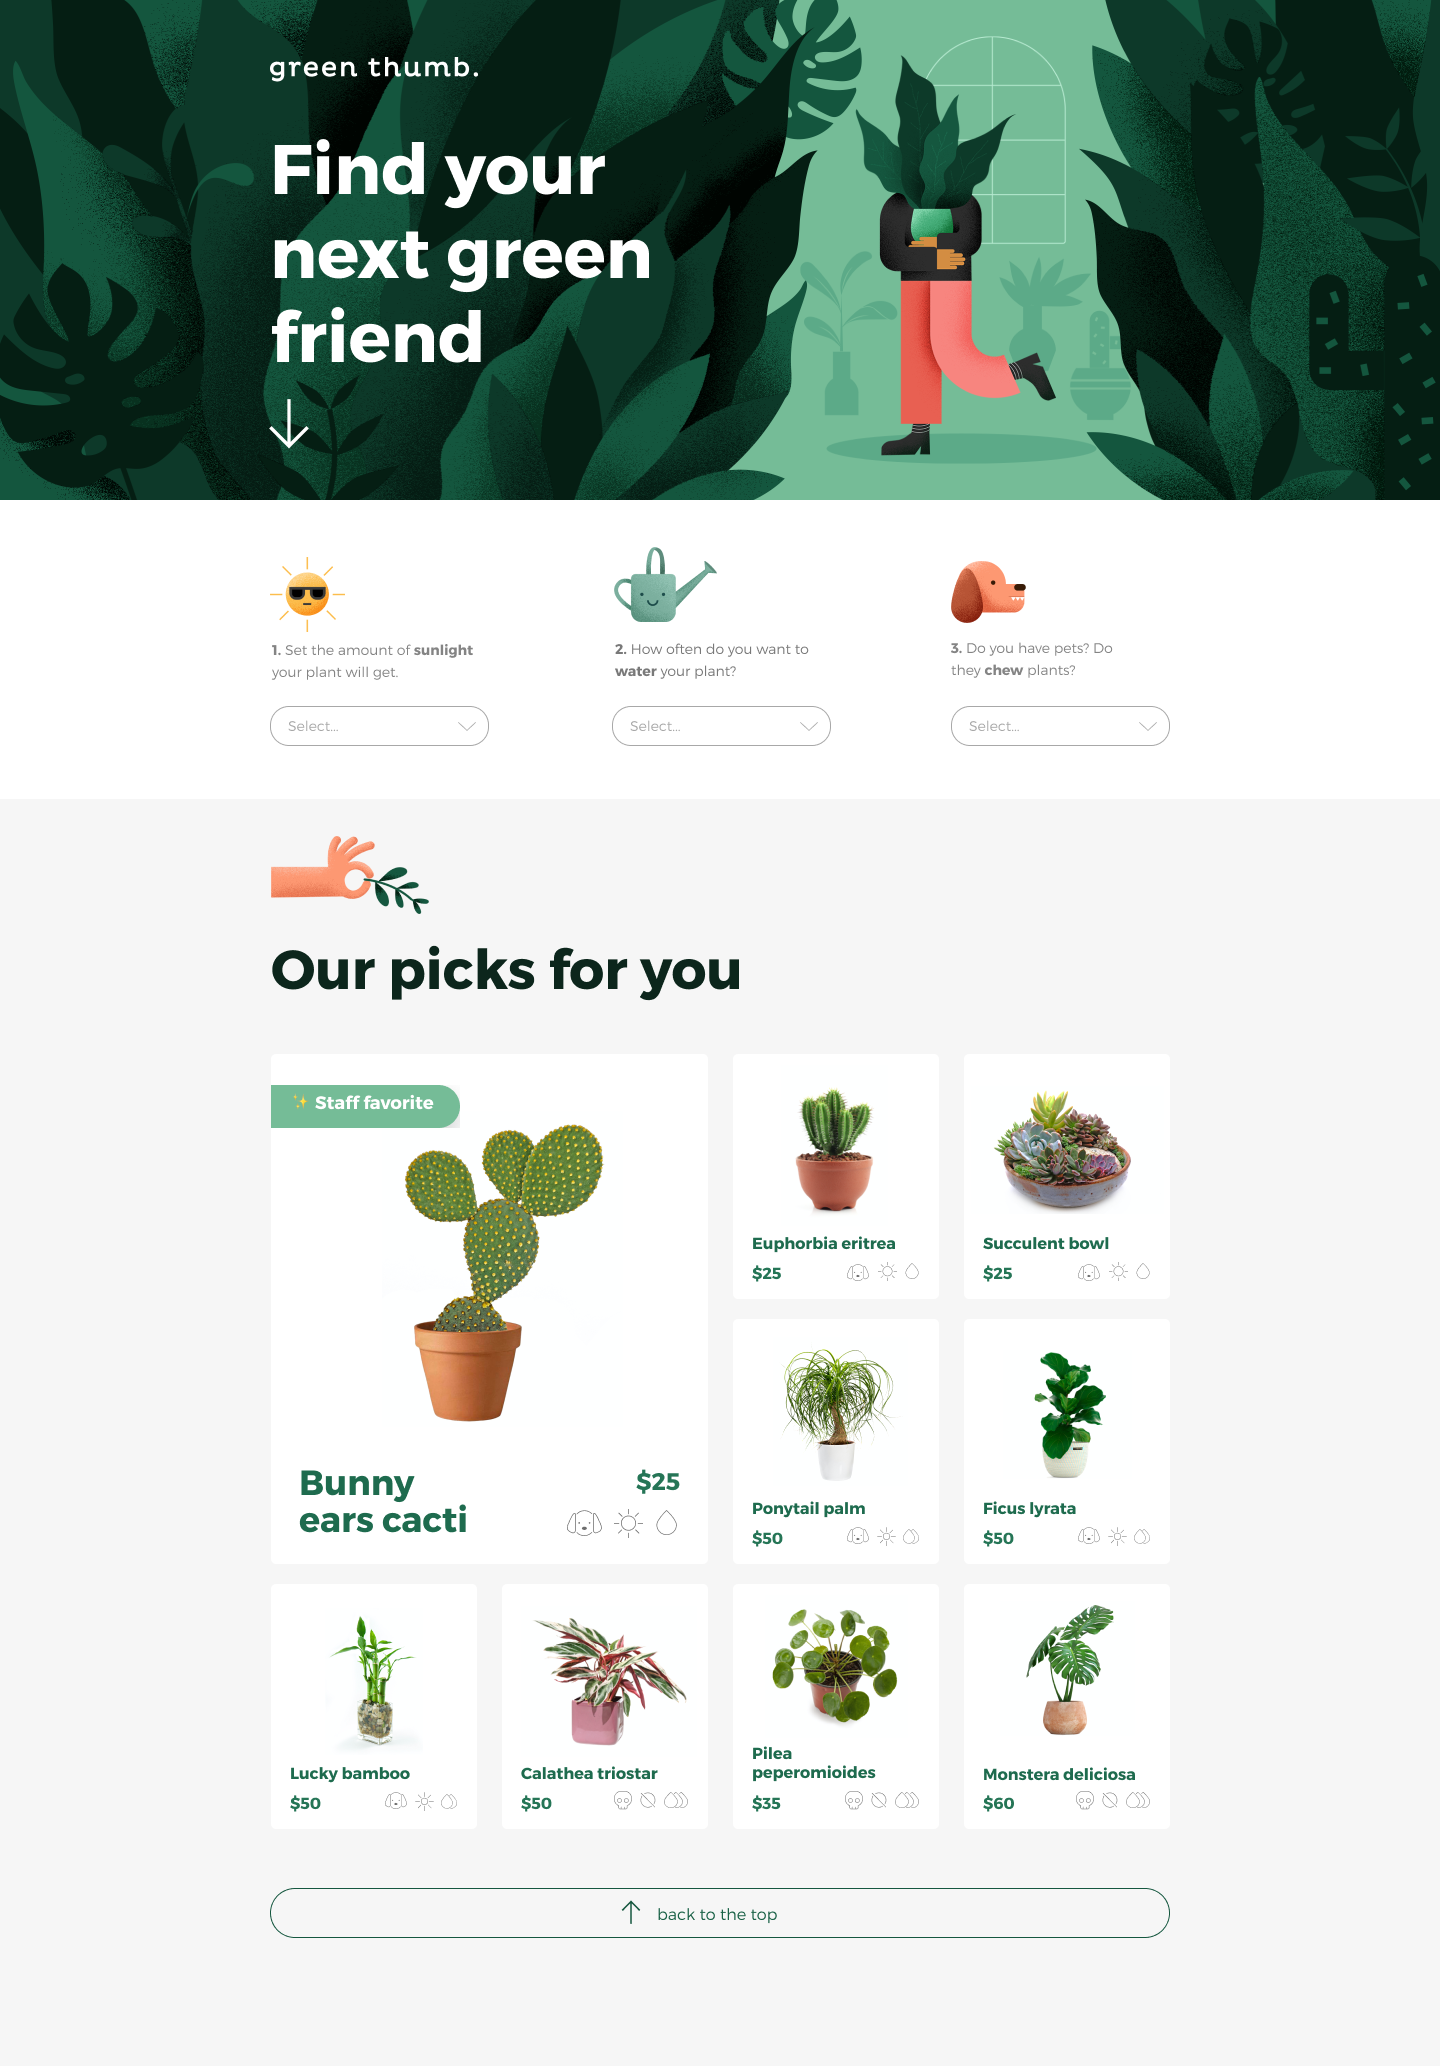 green thumb.
Find your
next green
friend
1. Set the amount of sunlight
your plant will get.
Select...
2. How often do you want to
water your plant?
Select...
3. Do you have pets? Do
they chew plants?
Select...
Our picks for you
✨ Staff favorite
Bunny
ears cacti
$25
Euphorbia eritrea
$25
Succulent bowl
$25
Ponytail palm
$50
Ficus lyrata
$50
Lucky bamboo
$50
Calathea triostar
$50
Pilea
peperomioides
$35
Monstera deliciosa
$60
back to the top